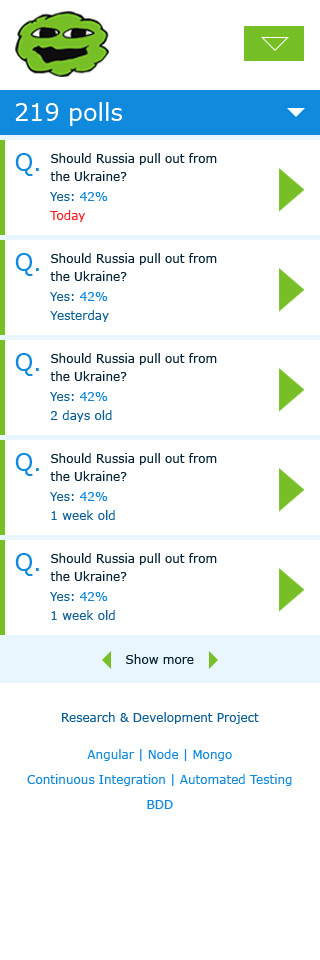 219 polls
Q.
Should Russia pull out from
the Ukraine?
Yes: 42%
Today
Q.
Should Russia pull out from
the Ukraine?
Yes: 42%
Yesterday
Q.
Should Russia pull out from
the Ukraine?
Yes: 42%
2 days old
Q.
Should Russia pull out from
the Ukraine?
Yes: 42%
1 week old
Q.
Should Russia pull out from
the Ukraine?
Yes: 42%
1 week old
Show more
Research & Development Project
Angular | Node | Mongo
Continuous Integration | Automated Testing
BDD